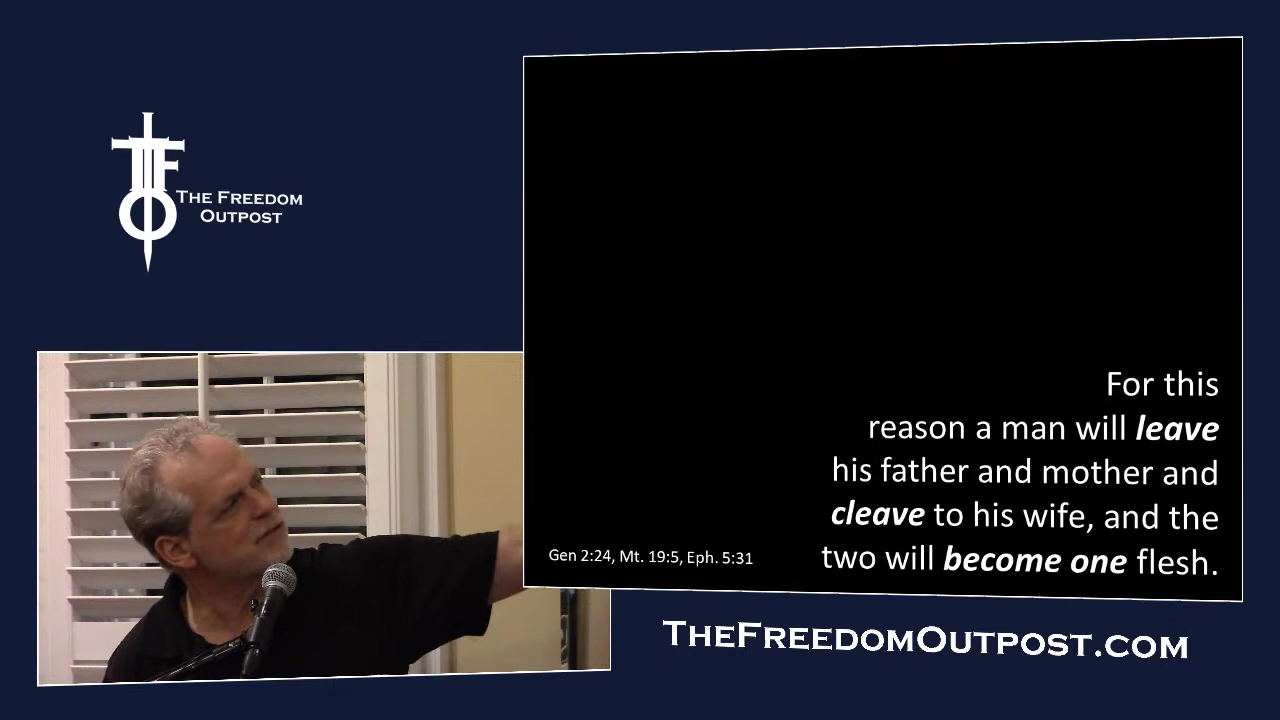 THE FREEDOM
OUTPOST
For this
reason a man will leave
his father and mother and
cleave to his wife, and the
two will become one flesh.
Gen 2:24, Mt. 19:5, Eph. 5:31
THEFREEDOMOUTPOST.COM